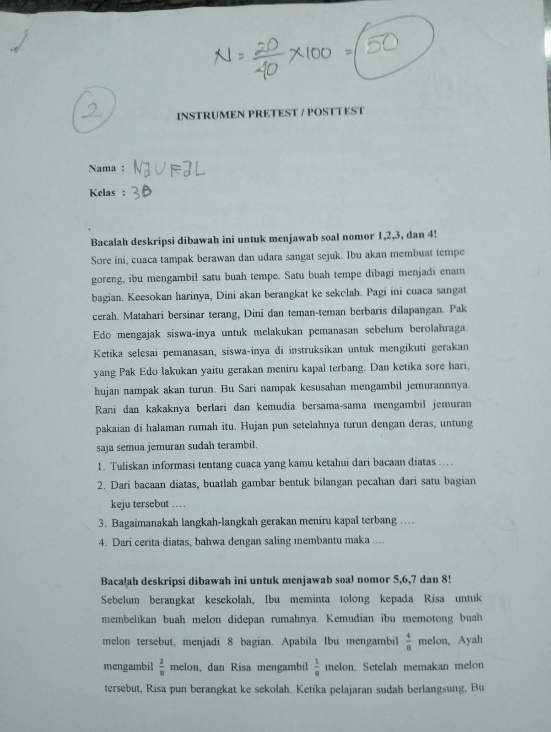 N = 20/40 ×100 = 50
2
INSTRUMEN PRETEST / POSTTEST
Nama : NaUFaL
Kelas : 3B
Bacalah deskripsi dibawah ini untuk menjawab soal nomor 1,2,3, dan 4!
Sore ini, cuaca tampak berawan dan udara sangat sejuk. Ibu akan membuat tempe
goreng, ibu mengambil satu buah tempe. Satu buah tempe dibagi menjadi enam
bagian. Keesokan harinya, Dini akan berangkat ke sekolah. Pagi ini cuaca sangat
cerah. Matahari bersinar terang, Dini dan teman-teman berbaris dilapangan. Pak
Edo mengajak siswa-inya untuk melakukan pemanasan sebelum berolahraga.
Ketika selesai pemanasan, siswa-inya di instruksikan untuk mengikuti gerakan
yang Pak Edo lakukan yaitu gerakan meniru kapal terbang. Dan ketika sore hari,
hujan nampak akan turun. Bu Sari nampak kesusahan mengambil jemurannnya.
Rani dan kakaknya berlari dan kemudia bersama-sama mengambil jemuran
pakaian di halaman rumah itu. Hujan pun setelahnya turun dengan deras, untung
saja semua jemuran sudah terambil.
1. Tuliskan informasi tentang cuaca yang kamu ketahui dari bacaan diatas ….
2. Dari bacaan diatas, buatlah gambar bentuk bilangan pecahan dari satu bagian
keju tersebut ….
3. Bagaimanakah langkah-langkah gerakan meniru kapal terbang ….
4. Dari cerita diatas, bahwa dengan saling membantu maka ....
Bacalah deskripsi dibawah ini untuk menjawab soal nomor 5,6,7 dan 8!
Sebelum berangkat kesekolah, Ibu meminta tolong kepada Risa untuk
membelikan buah melon didepan rumahnya. Kemudian ibu memotong buah
melon tersebut, menjadi 8 bagian. Apabila Ibu mengambil 4/8 melon, Ayah
mengambil 2/8 melon, dan Risa mengambil 1/8 melon. Setelah memakan melon
tersebut, Risa pun berangkat ke sekolah. Ketika pelajaran sudah berlangsung, Bu